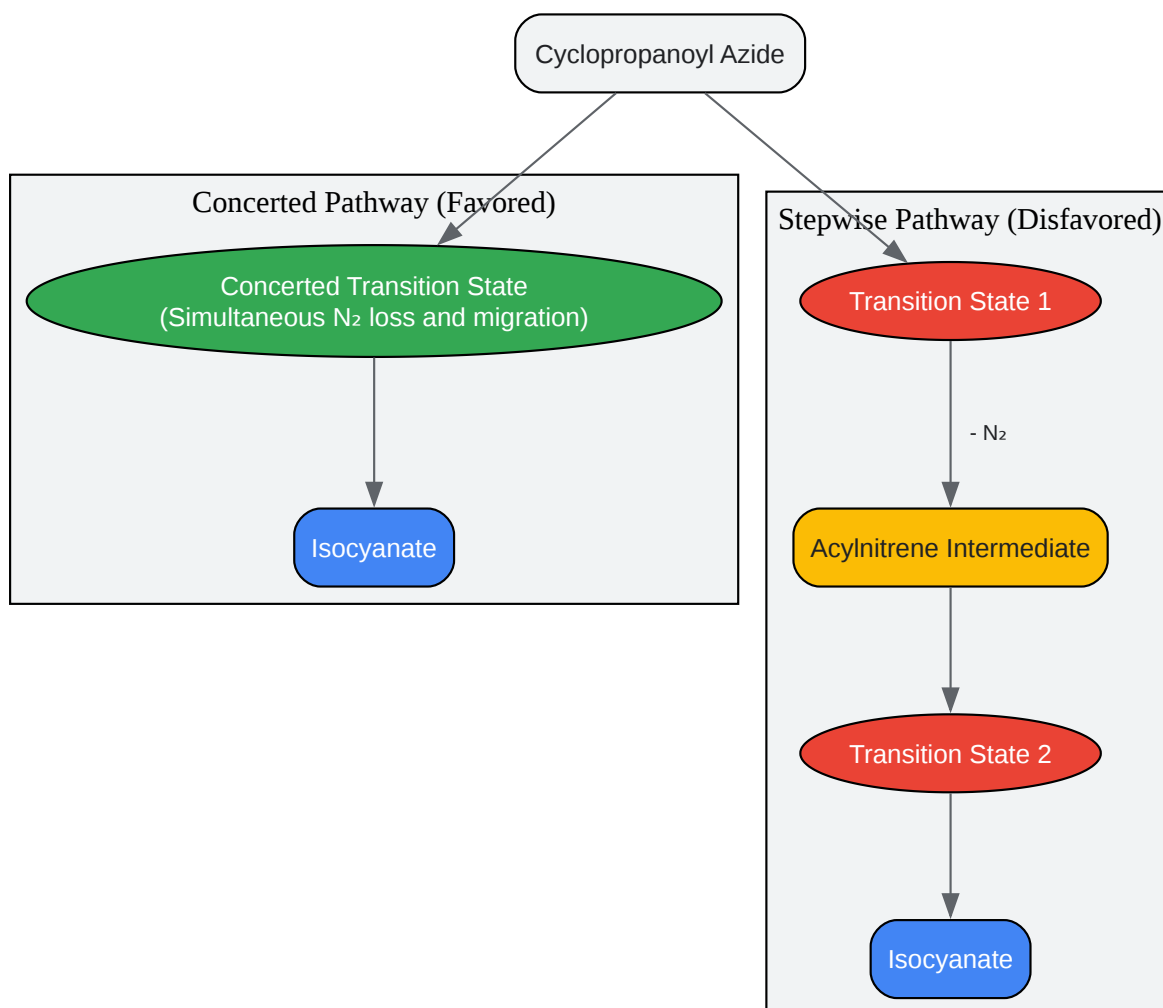 Cyclopropanoyl Azide
Concerted Pathway (Favored)
Concerted Transition State
(Simultaneous N₂ loss and migration)
Isocyanate
Stepwise Pathway (Disfavored)
Transition State 1
- N₂
Acylnitrene Intermediate
Transition State 2
Isocyanate